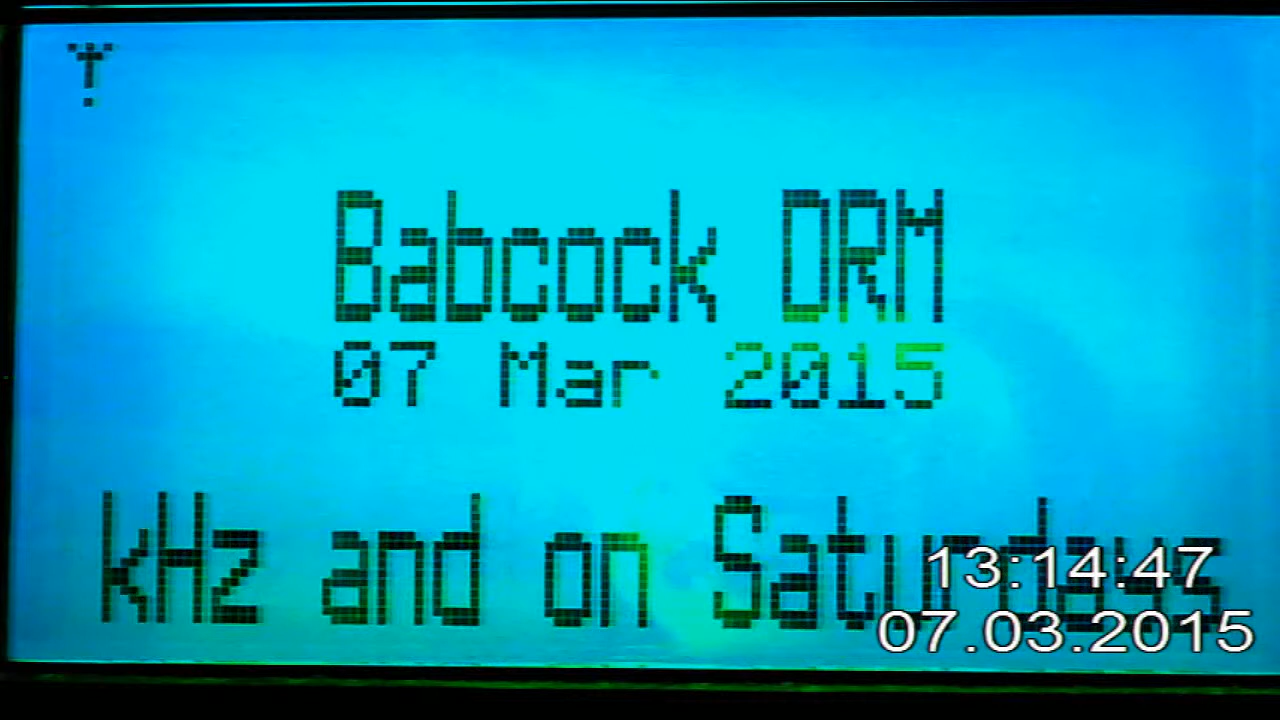 Babcock DRM
07 Mar 2015
kHz and on Saturdays
13:14:47
07.03.2015